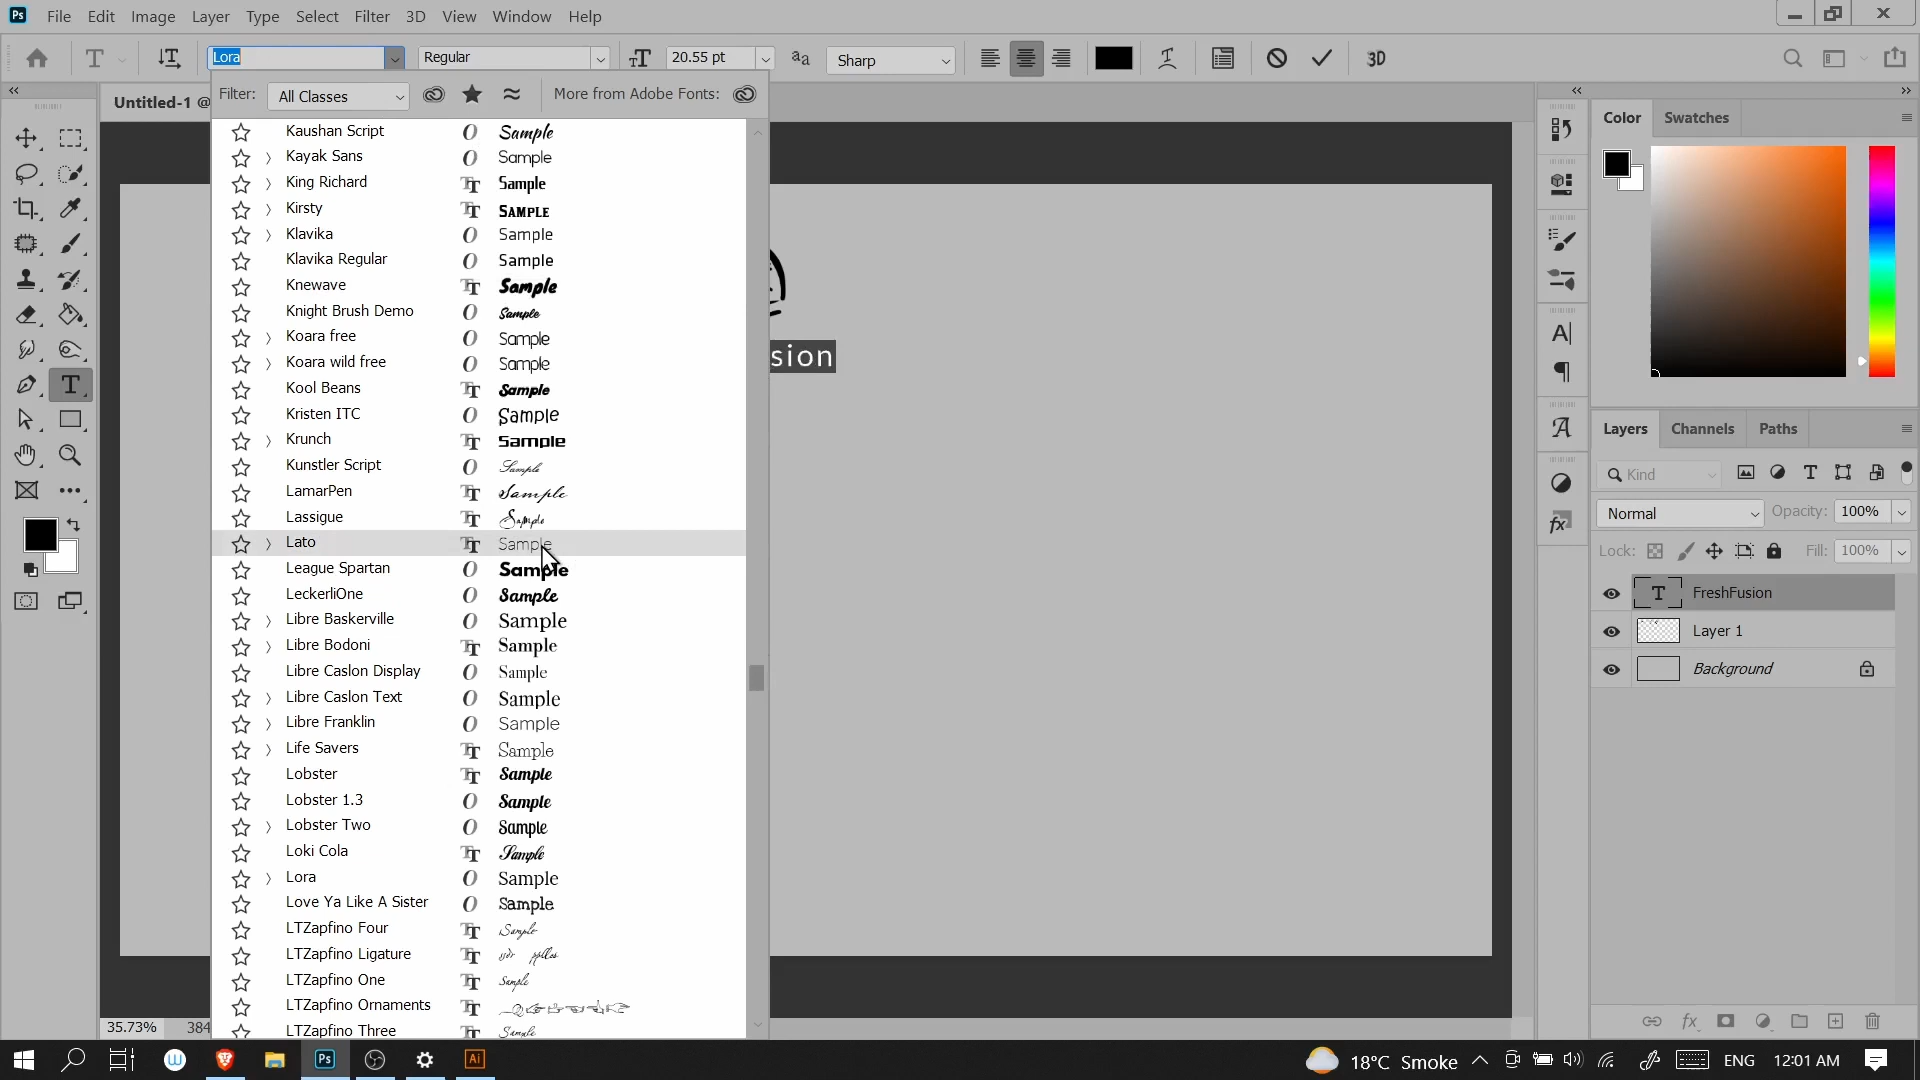 Ps File Edit Image Layer Type Select Filter 3D View Window Help
Lora Regular 20.55 pt Sharp 3D
Filter: All Classes More from Adobe Fonts:
Untitled-1 @
Kaushan Script Sample
Kayak Sans Sample
King Richard Sample
Kirsty SAMPLE
Klavika Sample
Klavika Regular Sample
Knewave Sample
Knight Brush Demo Sample
Koara free Sample
Koara wild free Sample
Kool Beans Sample
Kristen ITC Sample
Krunch Sample
Kunstler Script Sample
LamarPen Sample
Lassigue Sample
Lato Sample
League Spartan Sample
LeckerliOne Sample
Libre Baskerville Sample
Libre Bodoni Sample
Libre Caslon Display Sample
Libre Caslon Text Sample
Libre Franklin Sample
Life Savers Sample
Lobster Sample
Lobster 1.3 Sample
Lobster Two Sample
Loki Cola Sample
Lora Sample
Love Ya Like A Sister Sample
LTZapfino Four Sample
LTZapfino Ligature
LTZapfino One Sample
LTZapfino Ornaments
LTZapfino Three Sample
sion
35.73% 384
Color Swatches
Layers Channels Paths
Kind
Normal Opacity: 100%
Lock: Fill: 100%
T FreshFusion
Layer 1
Background
fx
Ps Ai 18°C Smoke ENG 12:01 AM